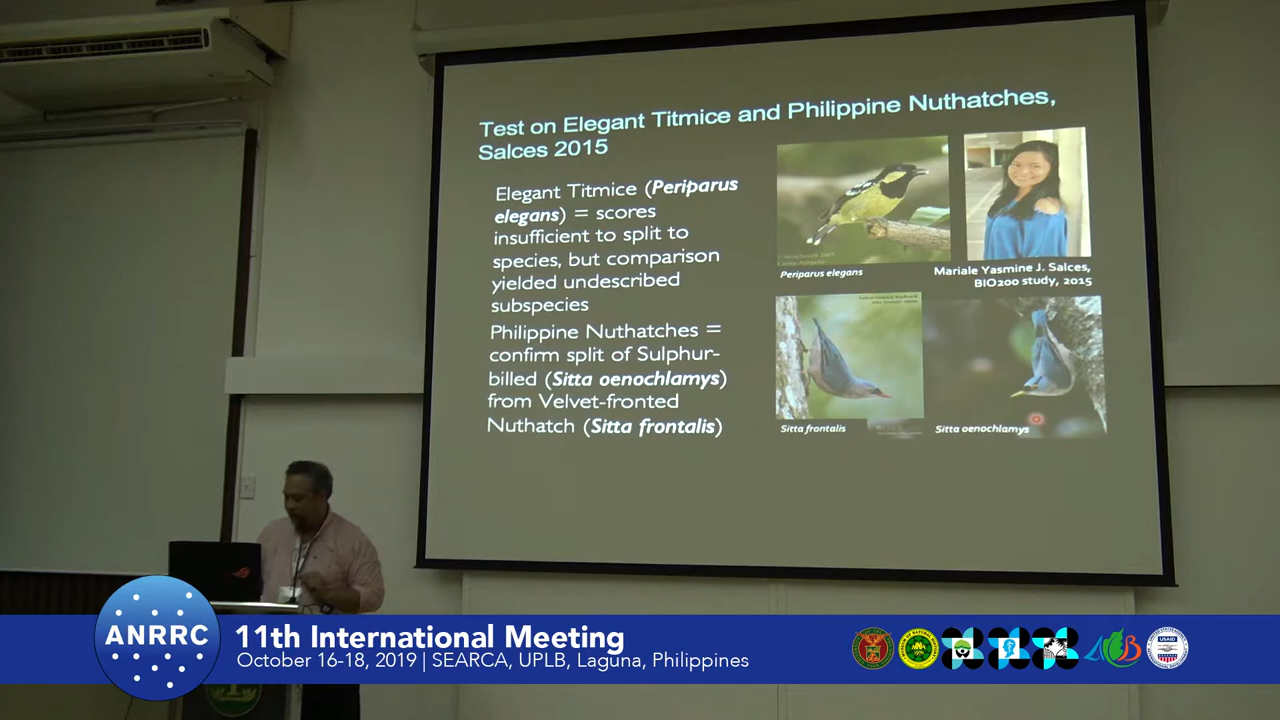 Test on Elegant Titmice and Philippine Nuthatches,
Salces 2015
Elegant Titmice (Periparus
elegans) = scores
insufficient to split to
species, but comparison
yielded undescribed
subspecies
Philippine Nuthatches =
confirm split of Sulphur-
billed (Sitta oenochlamys)
from Velvet-fronted
Nuthatch (Sitta frontalis)
Periparus elegans
Mariale Yasmine J. Salces,
BIO200 study, 2015
Sitta frontalis
Sitta oenochlamys
ANRRC
11th International Meeting
October 16-18, 2019 | SEARCA, UPLB, Laguna, Philippines
USAID